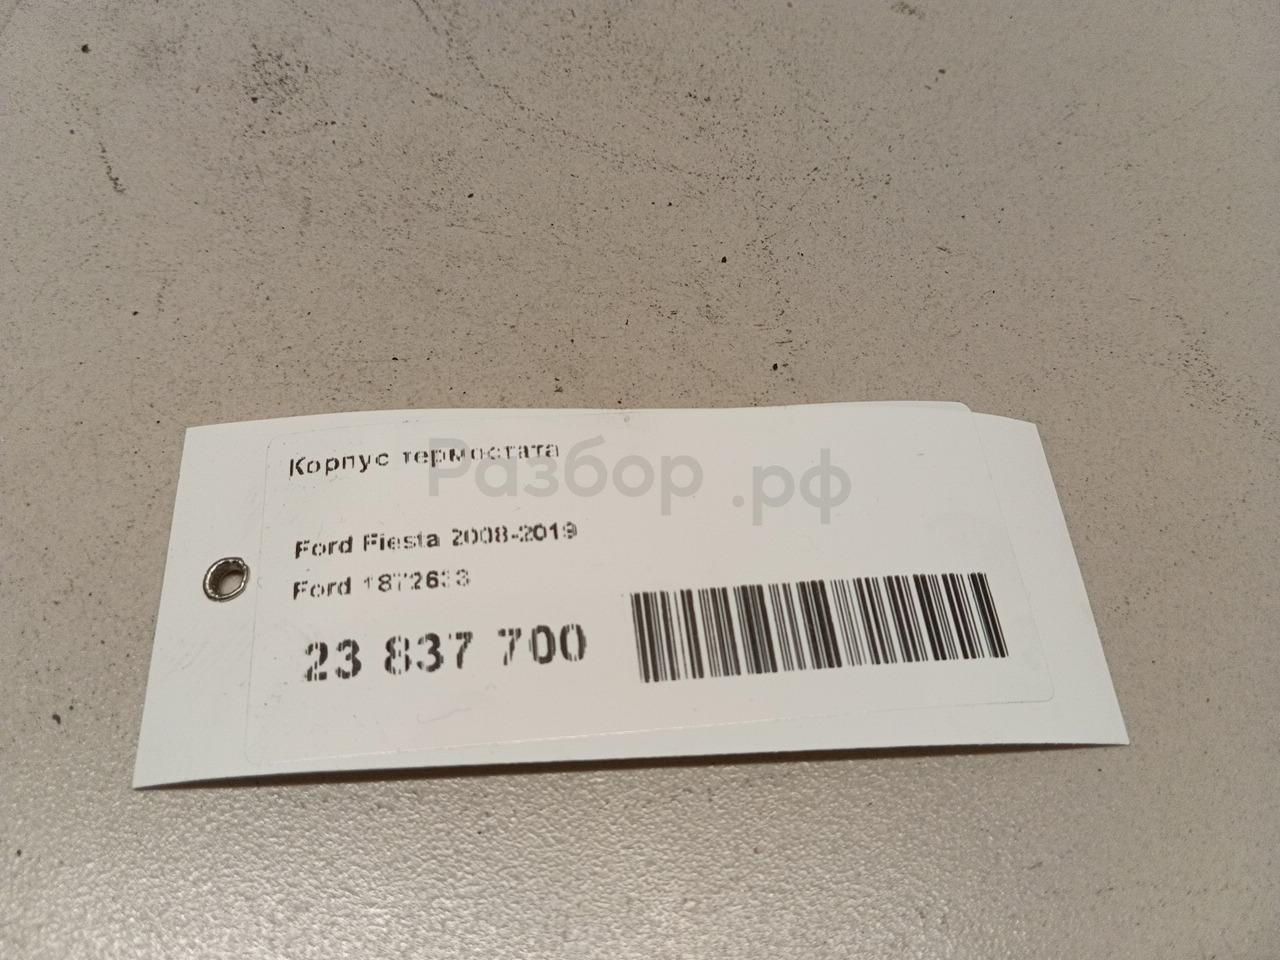 Корпус термостата
Разбор.рф
Ford Fiesta 2008-2019
Ford 1872633
23 837 700